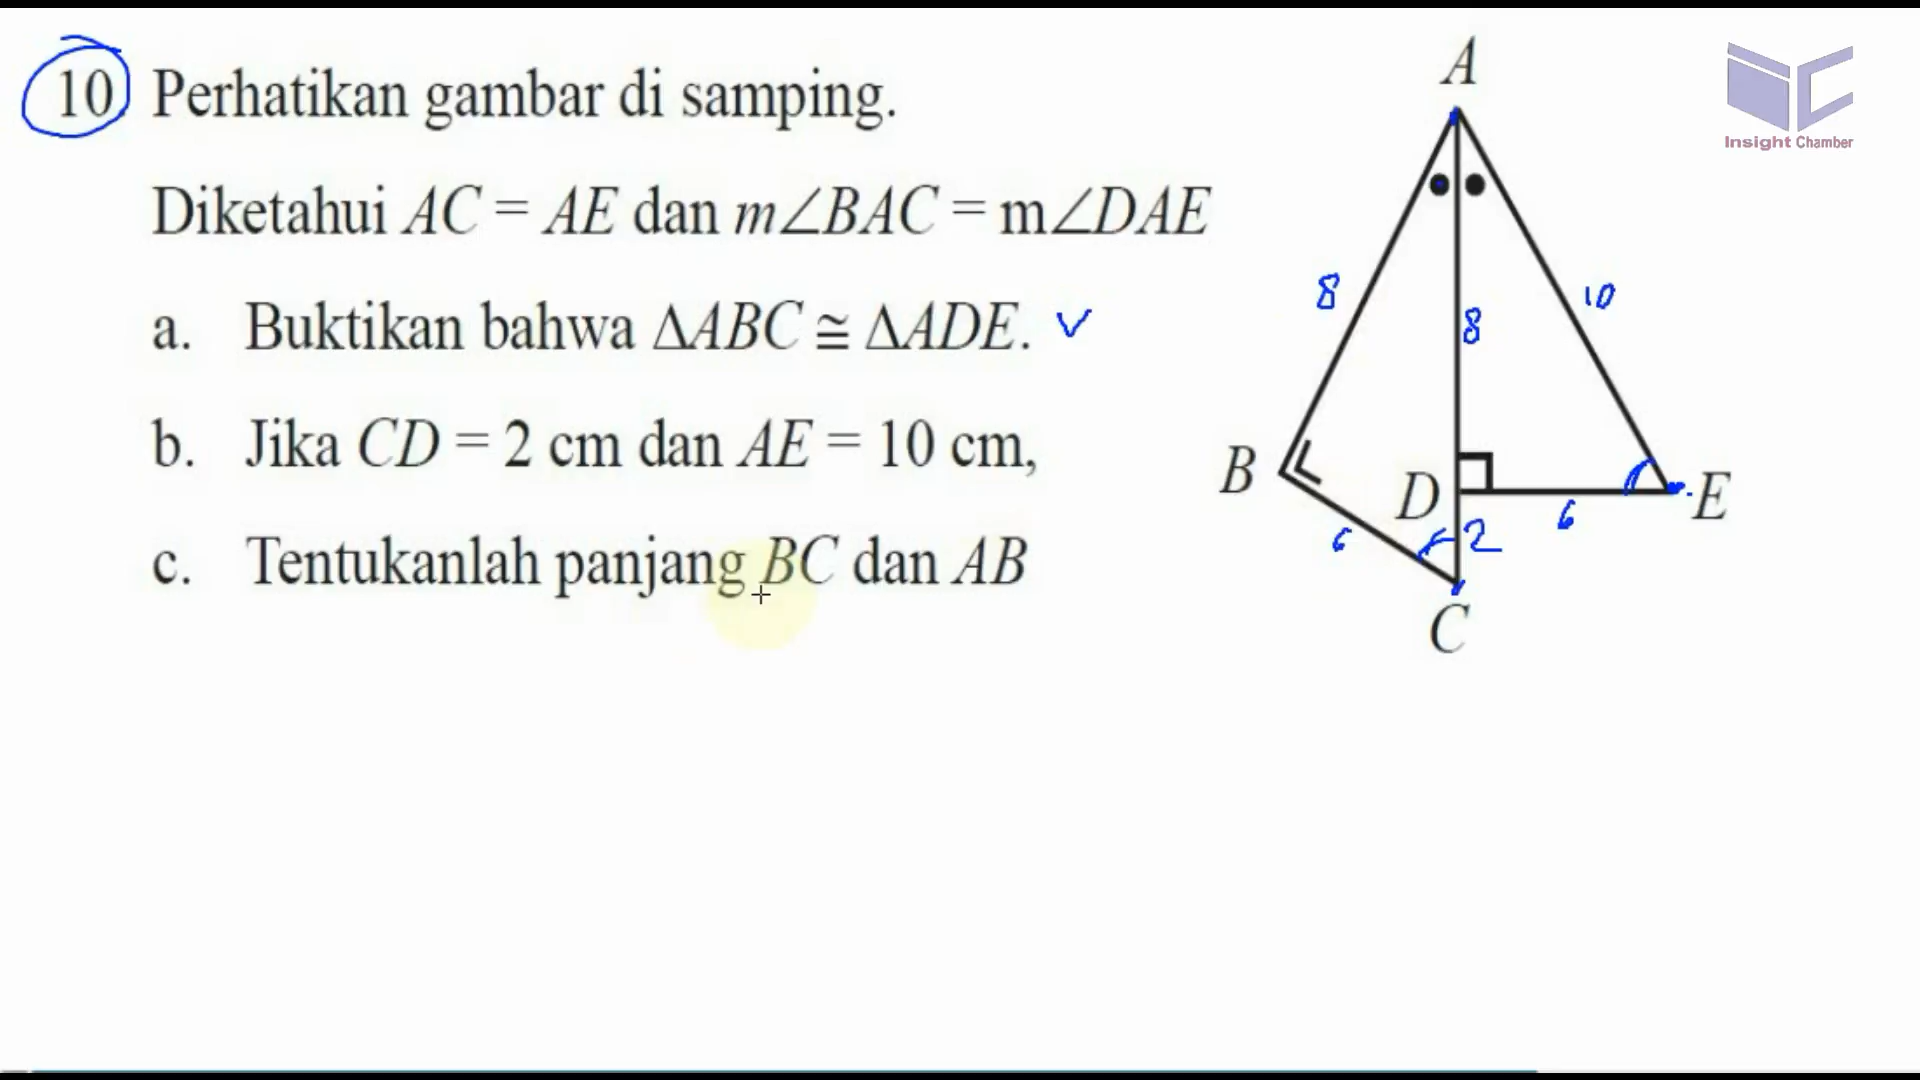 10. Perhatikan gambar di samping.
Diketahui AC = AE dan m∠BAC = m∠DAE
a. Buktikan bahwa ΔABC ≅ ΔADE. ✓
b. Jika CD = 2 cm dan AE = 10 cm,
c. Tentukanlah panjang BC dan AB
A
8
8
10
B
D
E
6
2
6
C
Insight Chamber